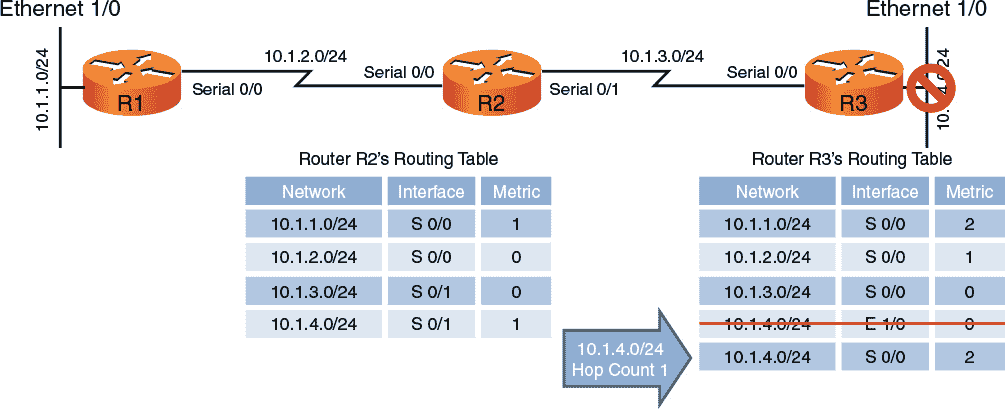 Ethernet 1/0
Ethernet 1/0
10.1.1.0/24
R1
Serial 0/0
10.1.2.0/24
Serial 0/0
R2
Serial 0/1
10.1.3.0/24
Serial 0/0
R3
Router R2's Routing Table
Network Interface Metric
10.1.1.0/24 S 0/0 1
10.1.2.0/24 S 0/0 0
10.1.3.0/24 S 0/1 0
10.1.4.0/24 S 0/1 1
10.1.4.0/24
Hop Count 1
Router R3's Routing Table
Network Interface Metric
10.1.1.0/24 S 0/0 2
10.1.2.0/24 S 0/0 1
10.1.3.0/24 S 0/0 0
10.1.4.0/24 E 1/0 0
10.1.4.0/24 S 0/0 2